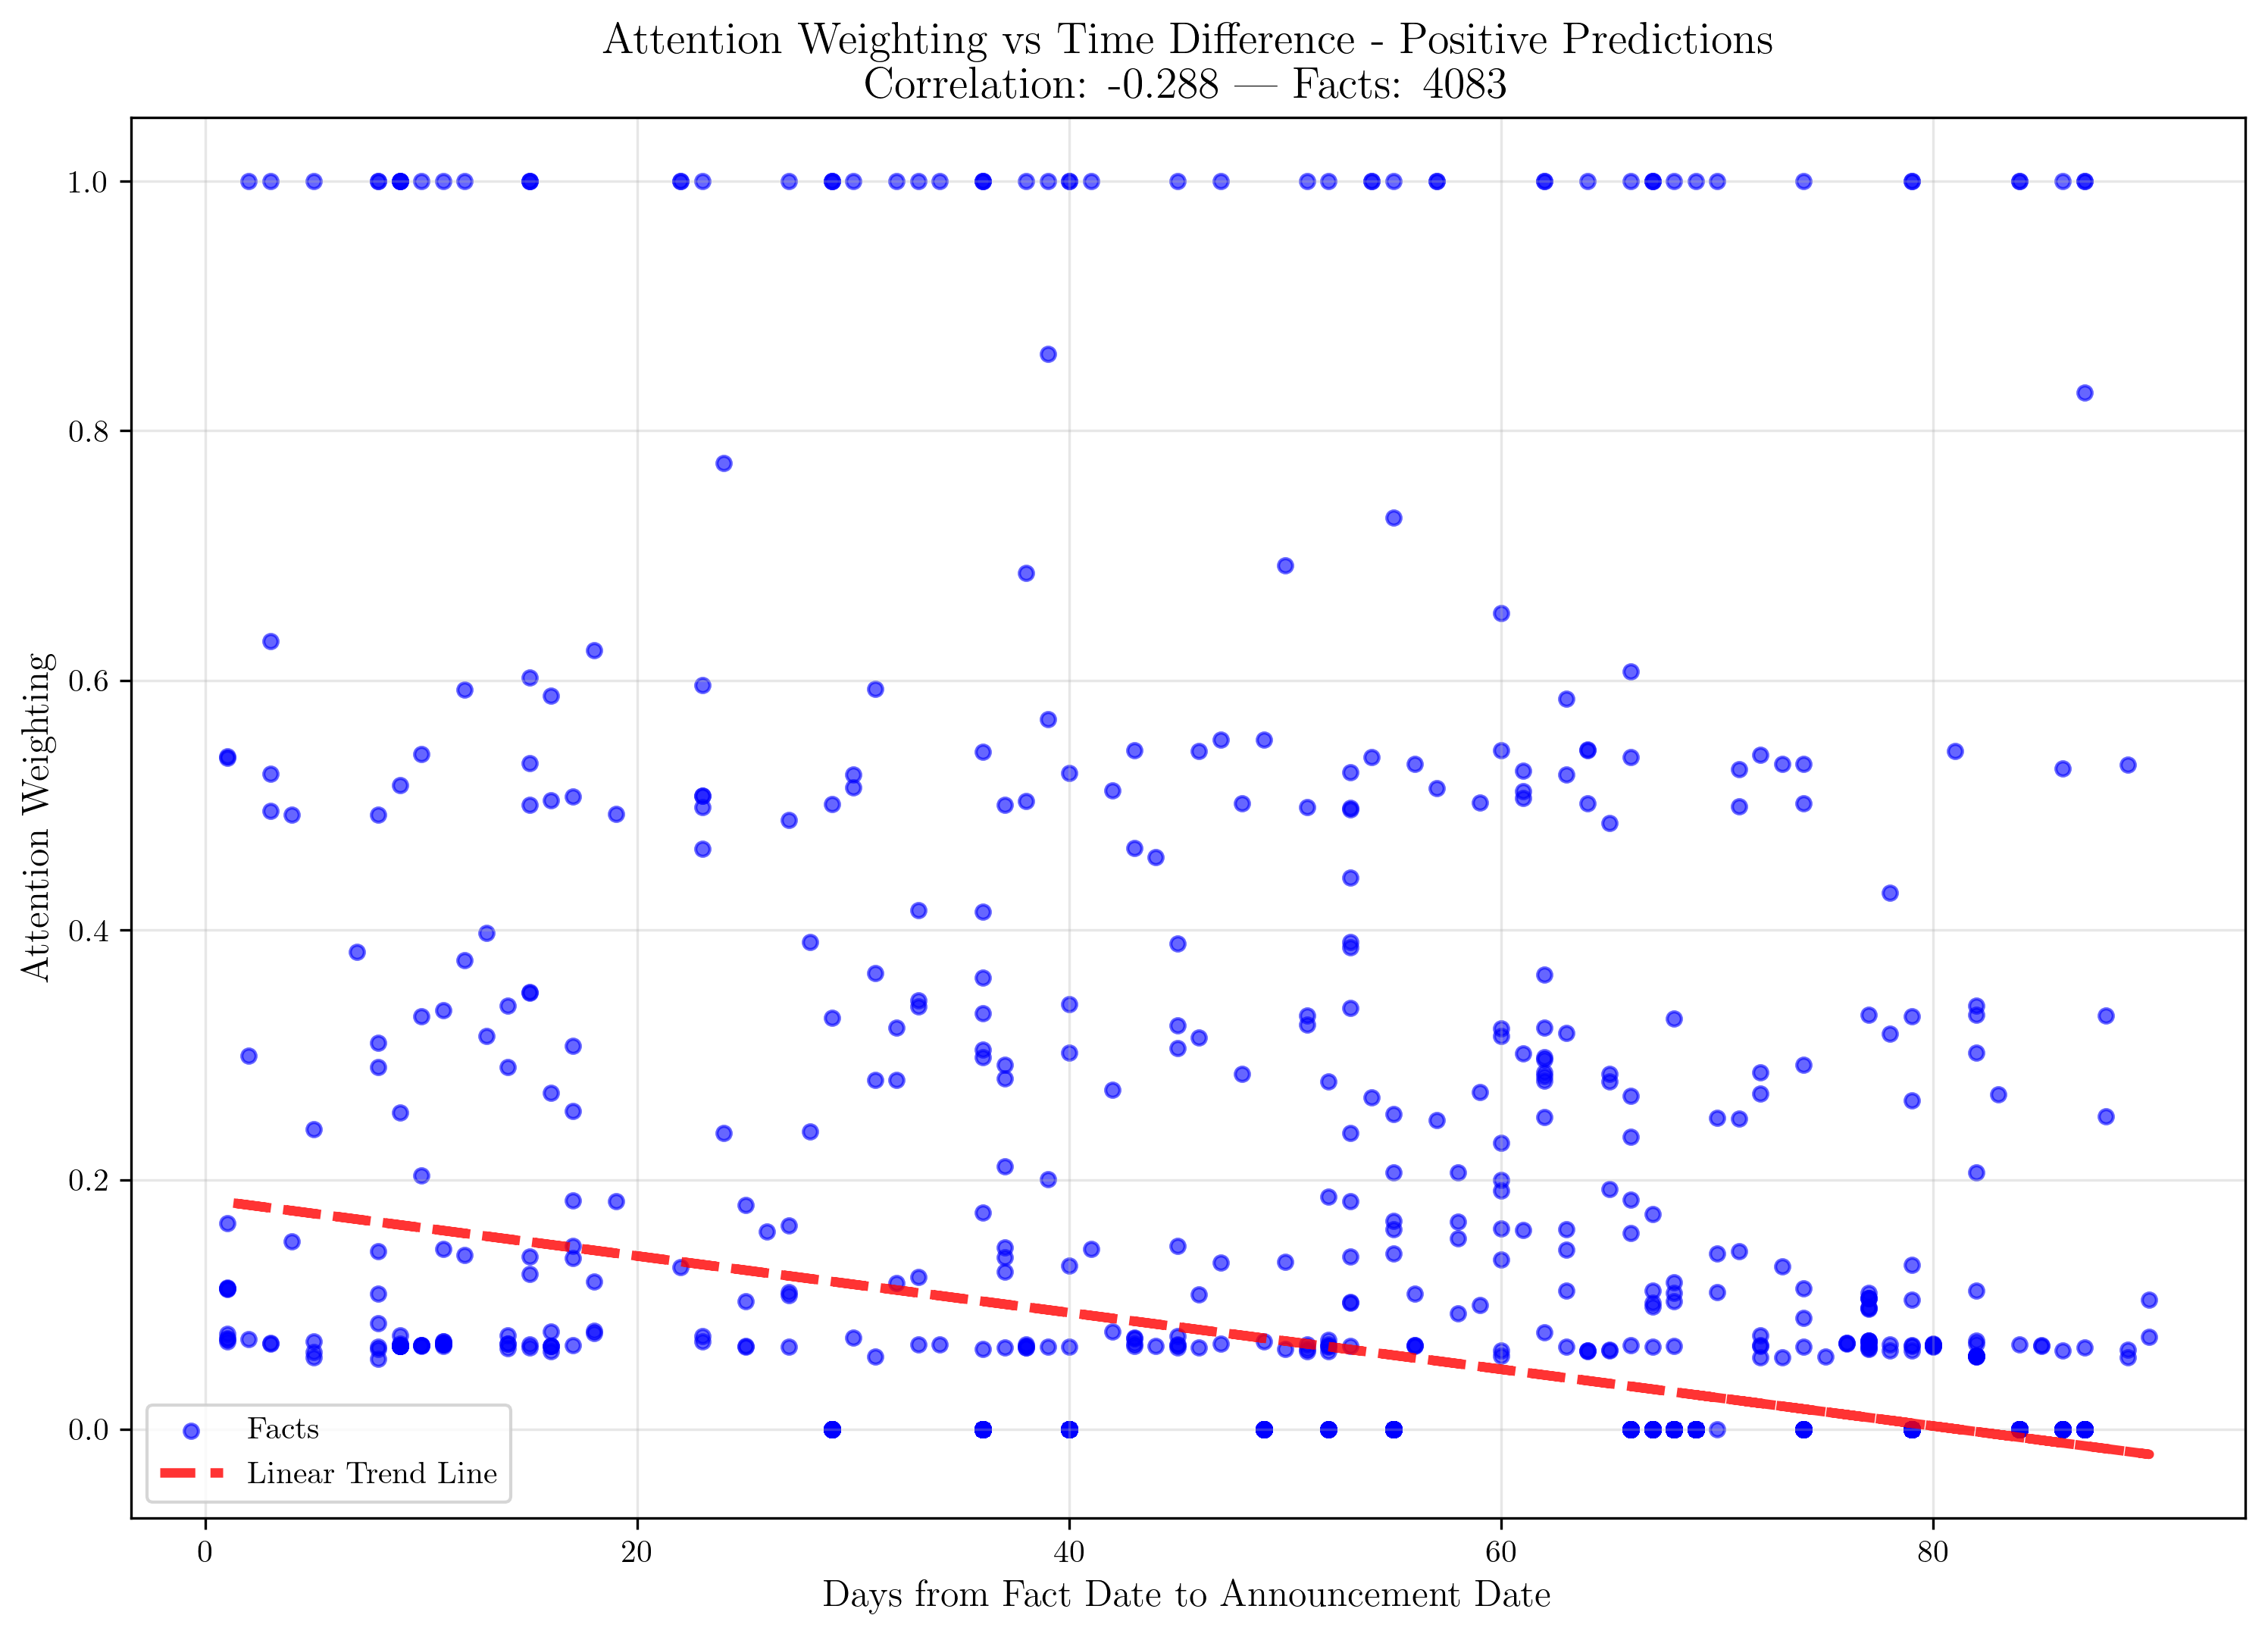 Attention Weighting vs Time Difference - Positive Predictions
Correlation: -0.288 — Facts: 4083
Attention Weighting
1.0
0.8
0.6
0.4
0.2
0.0
Facts
Linear Trend Line
0
20
40
60
80
Days from Fact Date to Announcement Date